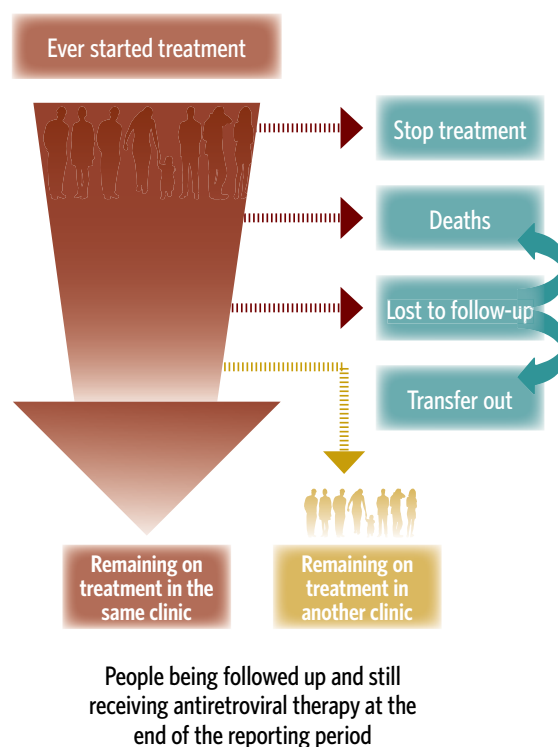 Ever started treatment
Stop treatment
Deaths
Lost to follow-up
Transfer out
Remaining on
treatment in the
same clinic
Remaining on
treatment in
another clinic
People being followed up and still
receiving antiretroviral therapy at the
end of the reporting period